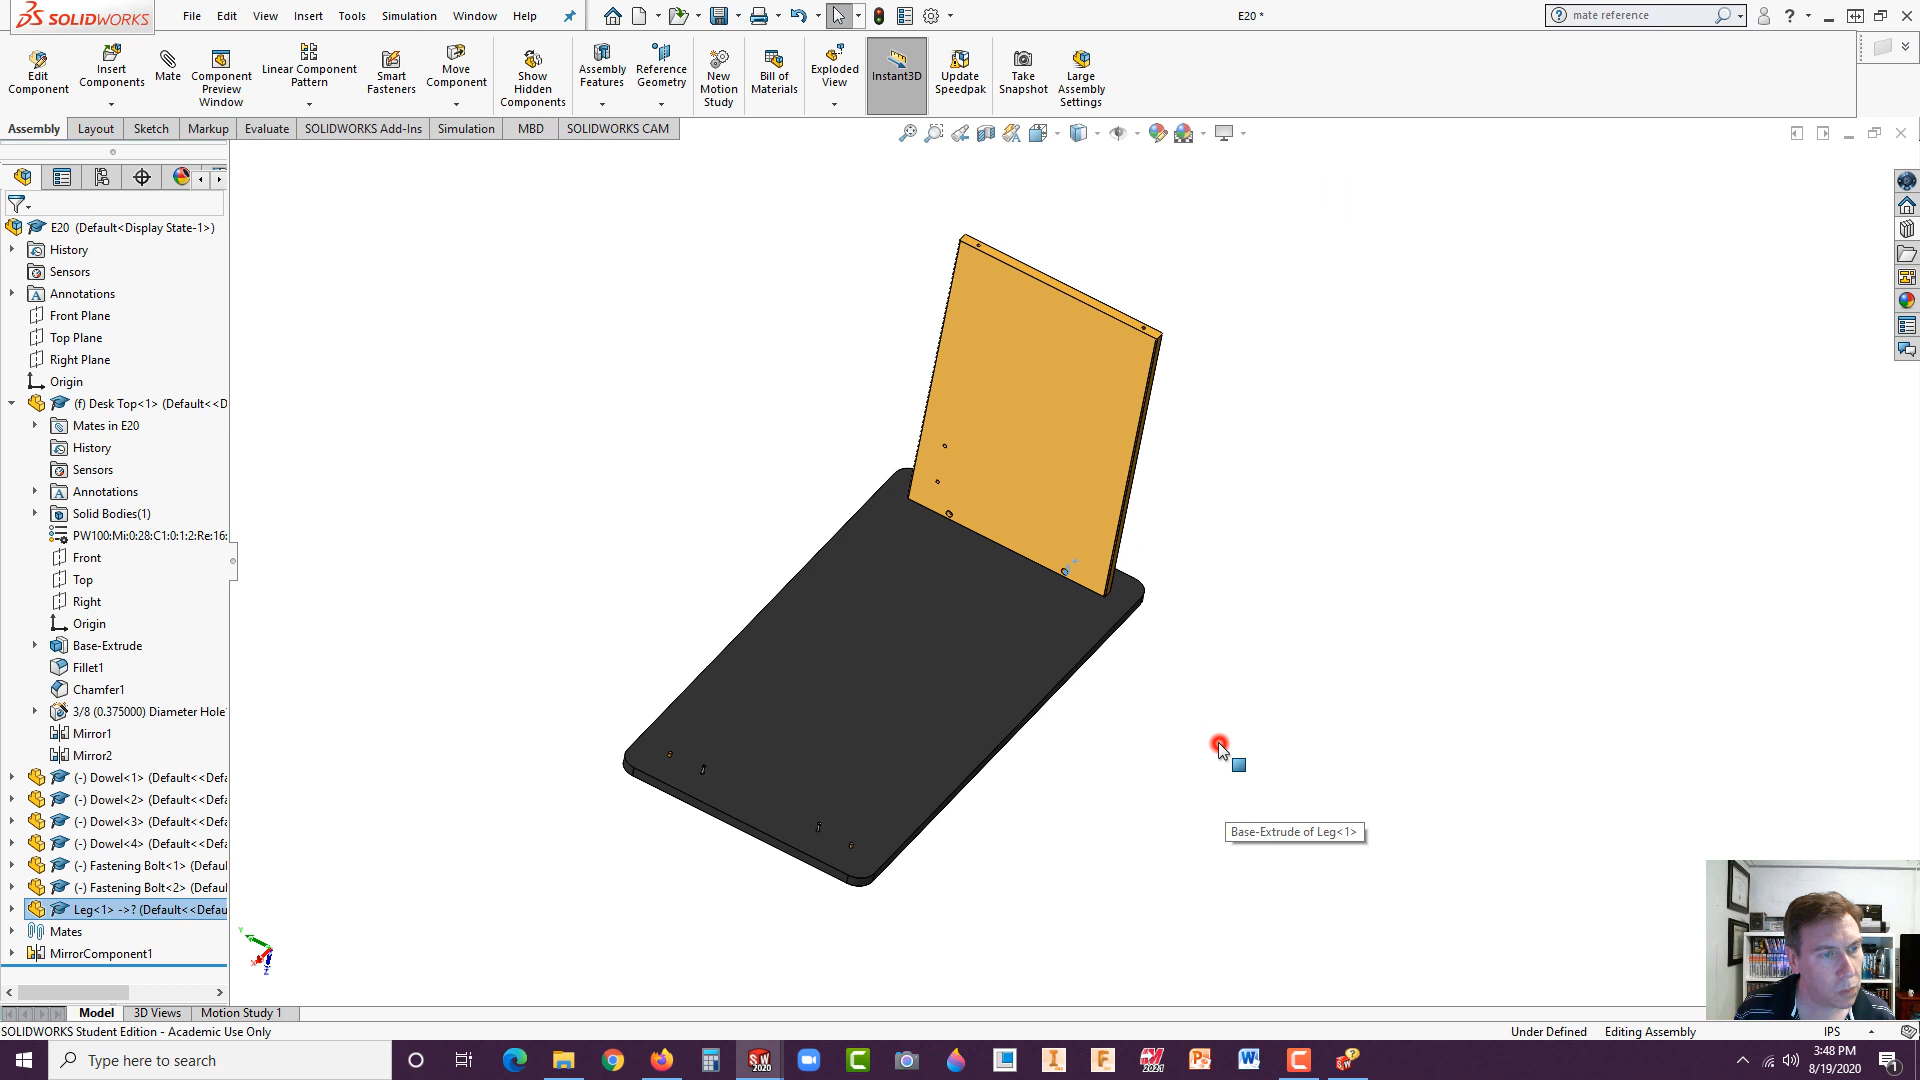 SOLIDWORKS
File Edit View Insert Tools Simulation Window Help
E20 *
mate reference
Edit Component
Insert Components
Mate
Component Preview Window
Linear Component Pattern
Smart Fasteners
Move Component
Show Hidden Components
Assembly Features
Reference Geometry
New Motion Study
Bill of Materials
Exploded View
Instant3D
Update Speedpak
Take Snapshot
Large Assembly Settings
Assembly Layout Sketch Markup Evaluate SOLIDWORKS Add-Ins Simulation MBD SOLIDWORKS CAM
E20 (Default<Display State-1>)
History
Sensors
Annotations
Front Plane
Top Plane
Right Plane
Origin
(f) Desk Top<1> (Default<<D
Mates in E20
History
Sensors
Annotations
Solid Bodies(1)
PW100:Mi:0:28:C1:0:1:2:Re:16:
Front
Top
Right
Origin
Base-Extrude
Fillet1
Chamfer1
3/8 (0.375000) Diameter Hole
Mirror1
Mirror2
(-) Dowel<1> (Default<<Defa
(-) Dowel<2> (Default<<Defa
(-) Dowel<3> (Default<<Defa
(-) Dowel<4> (Default<<Defa
(-) Fastening Bolt<1> (Defaul
(-) Fastening Bolt<2> (Defaul
Leg<1> ->? (Default<<Defau
Mates
MirrorComponent1
Base-Extrude of Leg<1>
Y
X
Z
Model 3D Views Motion Study 1
SOLIDWORKS Student Edition - Academic Use Only
Under Defined Editing Assembly IPS
Type here to search
SW 2020
2021
3:48 PM
8/19/2020
1